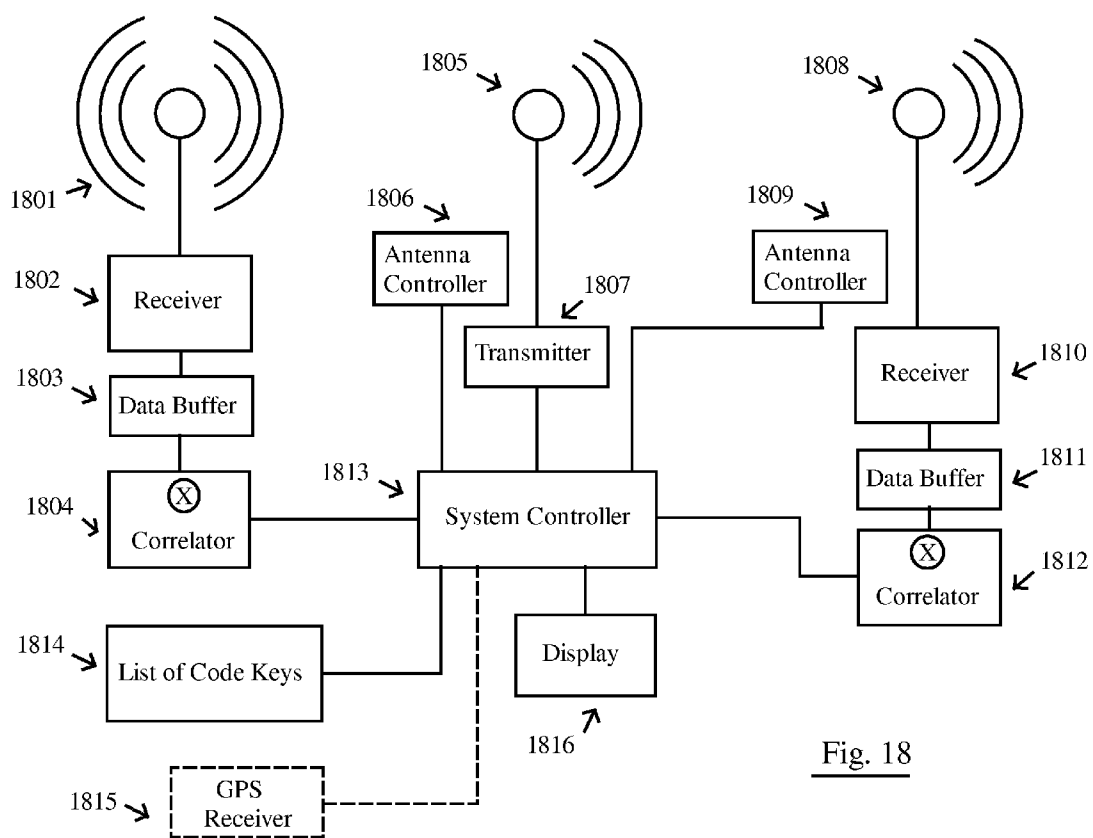 1805
1808
1801
1806
1809
Antenna
Controller
Antenna
Controller
1802
Receiver
1807
Transmitter
1810
Receiver
1803
Data Buffer
1813
1811
Data Buffer
1804
X
Correlator
System Controller
X
Correlator
1812
1814
List of Code Keys
Display
1816
Fig. 18
1815
GPS
Receiver